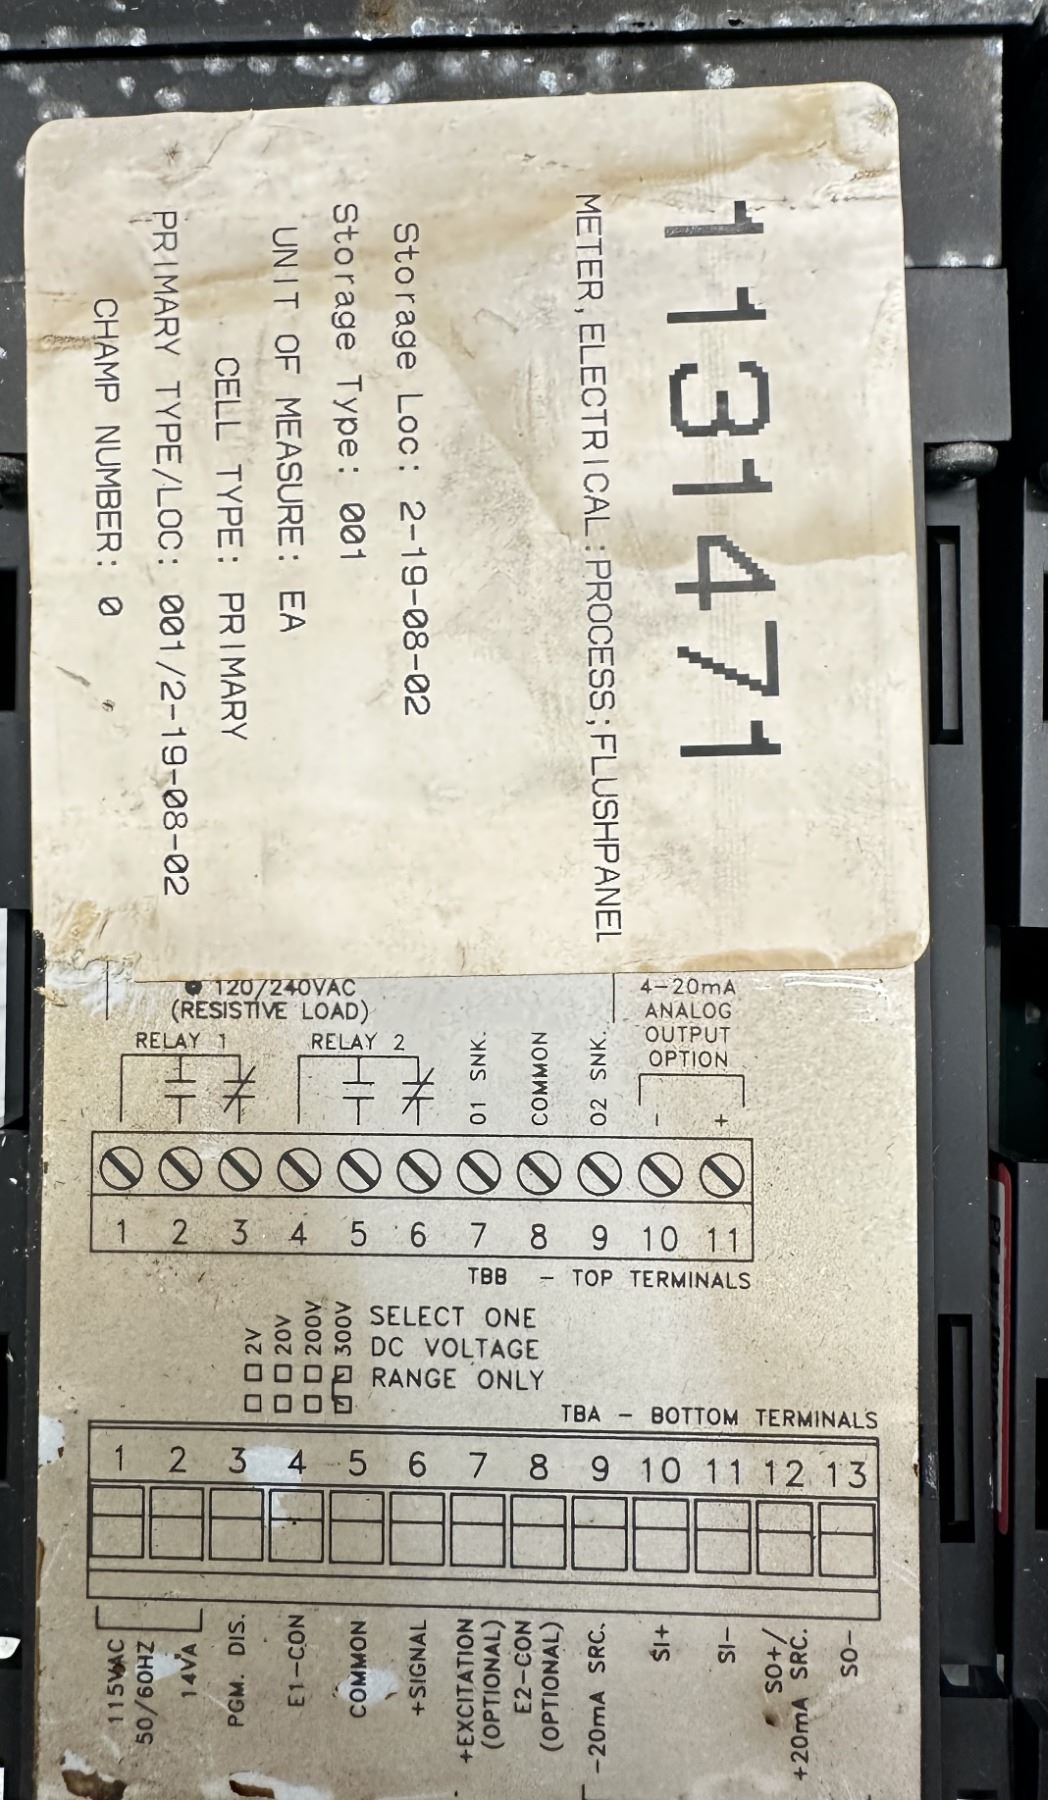 1131471
METER,ELECTRICAL:PROCESS;FLUSHPANEL
Storage Loc: 2-19-08-02
Storage Type: 001
UNIT OF MEASURE: EA
CELL TYPE: PRIMARY
PRIMARY TYPE/LOC: 001/2-19-08-02
CHAMP NUMBER: 0
120/240VAC
(RESISTIVE LOAD)
RELAY 1
RELAY 2
O1 SNK.
COMMON
O2 SNK.
4-20mA
ANALOG
OUTPUT
OPTION
- +
1 2 3 4 5 6 7 8 9 10 11
TBB - TOP TERMINALS
2V
20V
200V
300V
SELECT ONE
DC VOLTAGE
RANGE ONLY
TBA - BOTTOM TERMINALS
1 2 3 4 5 6 7 8 9 10 11 12 13
115VAC
50/60HZ
14VA
PGM. DIS.
E1-CON
COMMON
+SIGNAL
+EXCITATION
(OPTIONAL)
E2-CON
(OPTIONAL)
-20mA SRC.
SI+
SI-
SO+/
+20mA SRC.
SO-